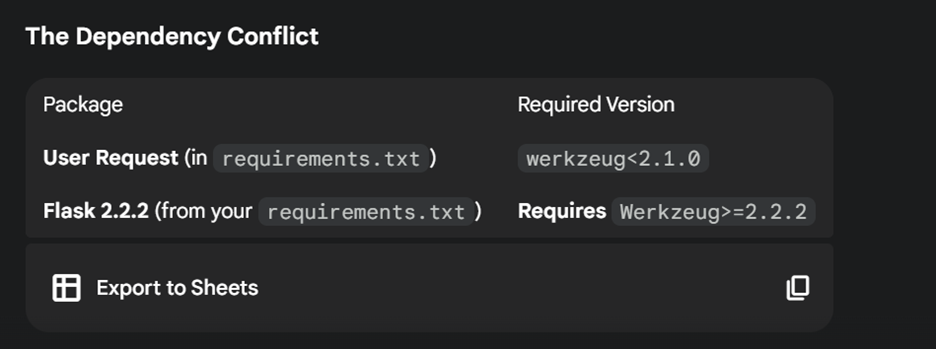 The Dependency Conflict
Package Required Version
User Request (in requirements.txt) werkzeug<2.1.0
Flask 2.2.2 (from your requirements.txt) Requires Werkzeug>=2.2.2
Export to Sheets